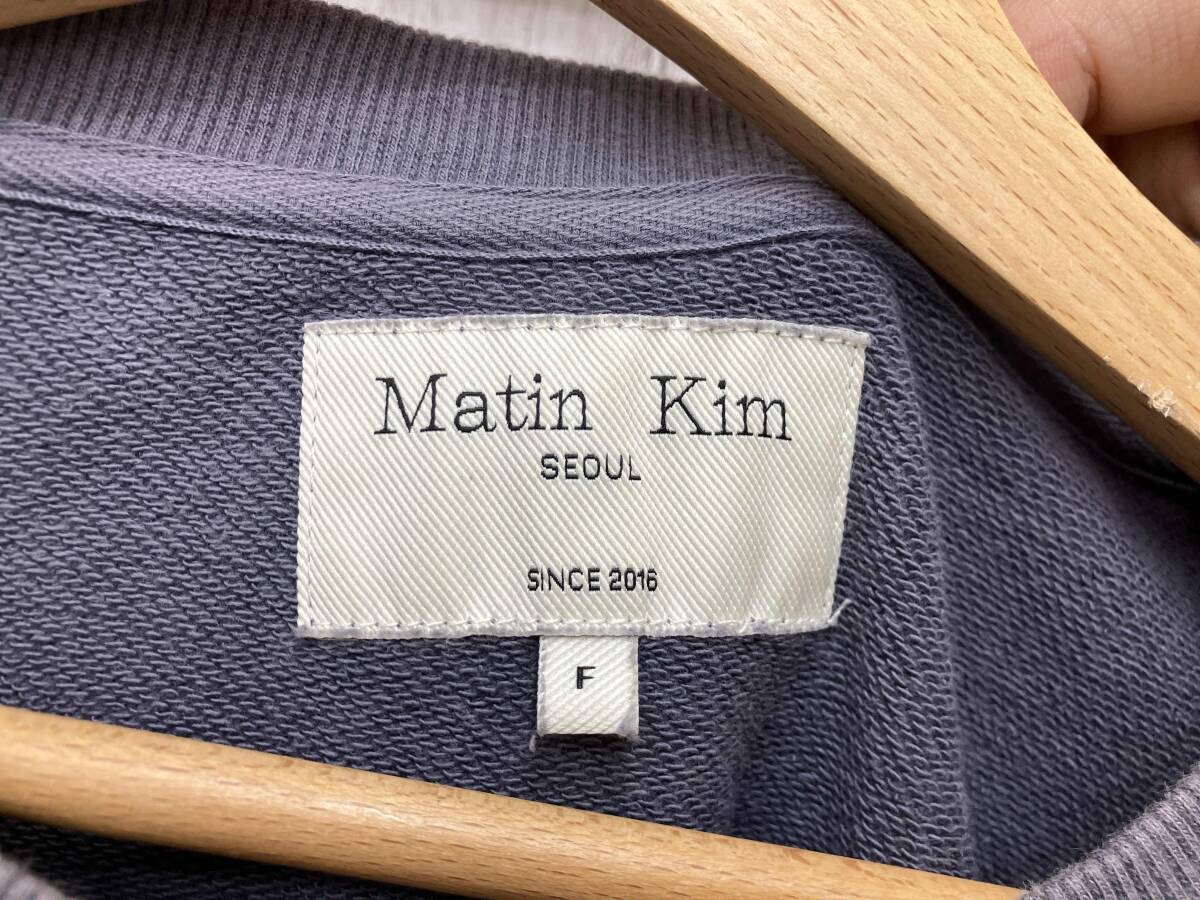 Matin Kim
SEOUL
SINCE 2016
F